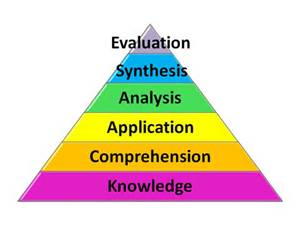 Evaluation
Synthesis
Analysis
Application
Comprehension
Knowledge